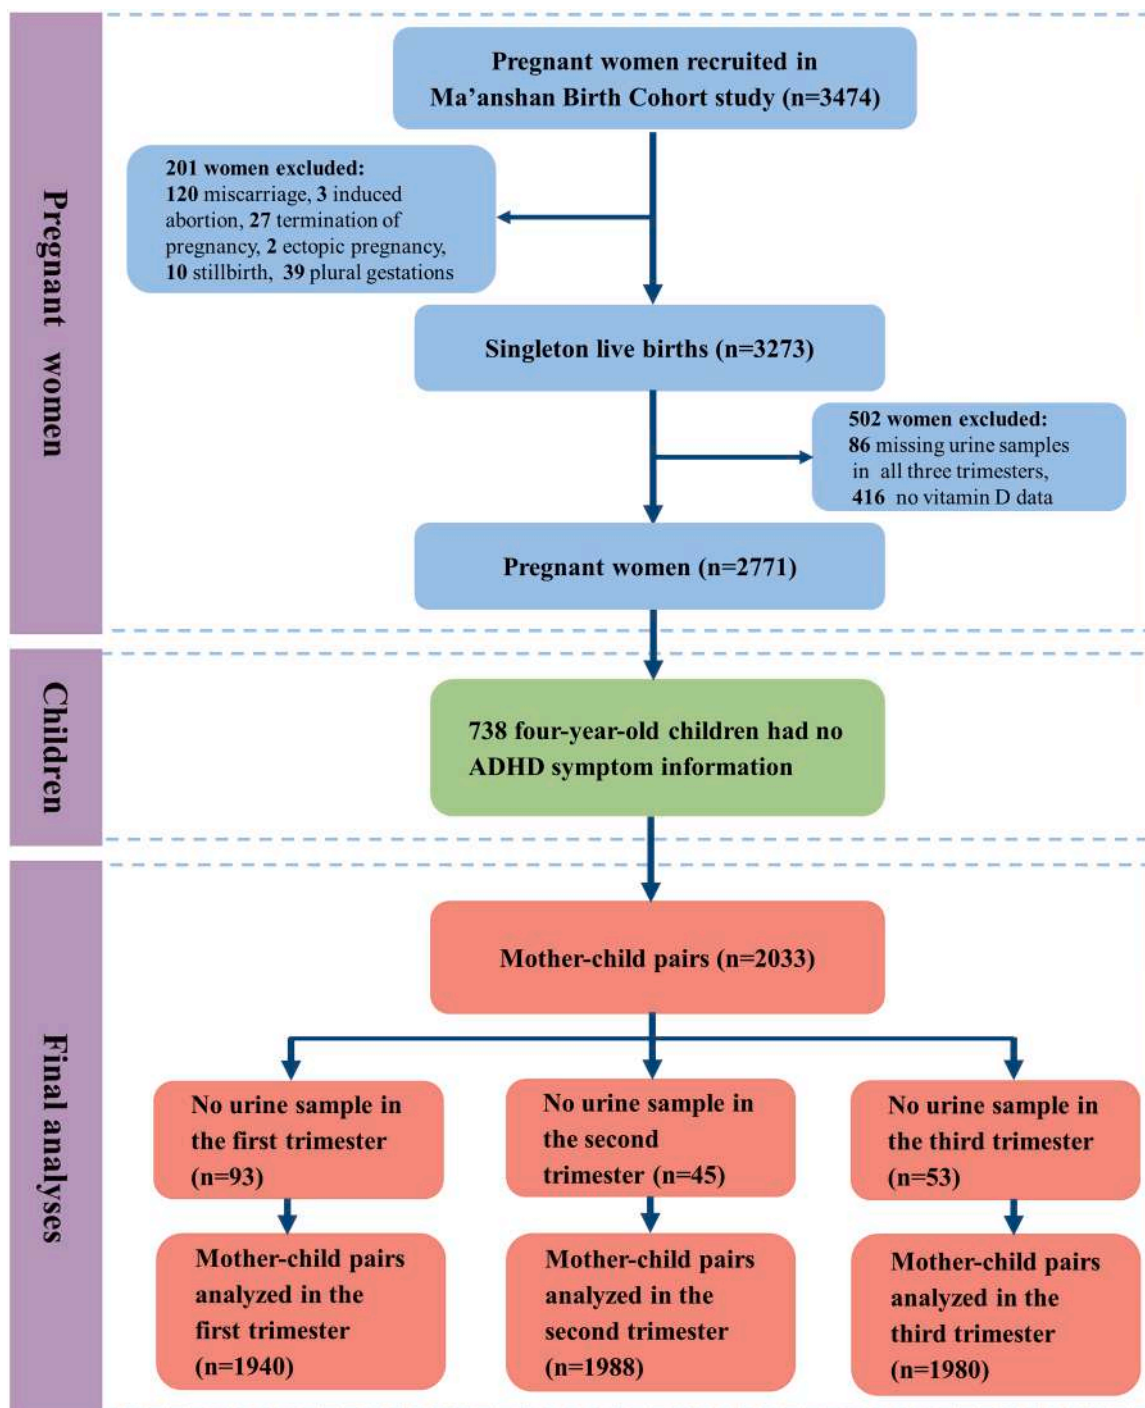 Pregnant women
Pregnant women recruited in
Ma’anshan Birth Cohort study (n=3474)
201 women excluded:
120 miscarriage, 3 induced
abortion, 27 termination of
pregnancy, 2 ectopic pregnancy,
10 stillbirth, 39 plural gestations
Singleton live births (n=3273)
502 women excluded:
86 missing urine samples
in all three trimesters,
416 no vitamin D data
Pregnant women (n=2771)
Children
738 four-year-old children had no
ADHD symptom information
Final analyses
Mother-child pairs (n=2033)
No urine sample in
the first trimester
(n=93)
No urine sample in
the second
trimester (n=45)
No urine sample in
the third trimester
(n=53)
Mother-child pairs
analyzed in the
first trimester
(n=1940)
Mother-child pairs
analyzed in the
second trimester
(n=1988)
Mother-child pairs
analyzed in the
third trimester
(n=1980)